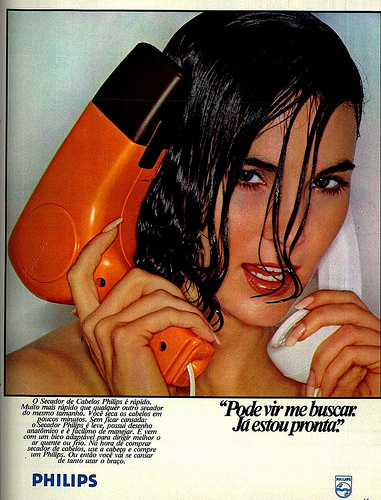 O Secador de Cabelos Philips é rápido.
Muito mais rápido que qualquer outro secador
do mesmo tamanho. Você seca os cabelos em
poucos minutos. Sem ficar cansada:
o Secador Philips é leve, possui desenho
anatômico e é facílimo de manejar. E vem
com um bico adaptável para dirigir melhor o
ar quente ou frio. Na hora de comprar
secador de cabelos, use a cabeça e compre
um Philips. Ou então você vai se cansar
de tanto usar o braço.
"Pode vir me buscar.
Já estou pronta."
PHILIPS
PHILIPS